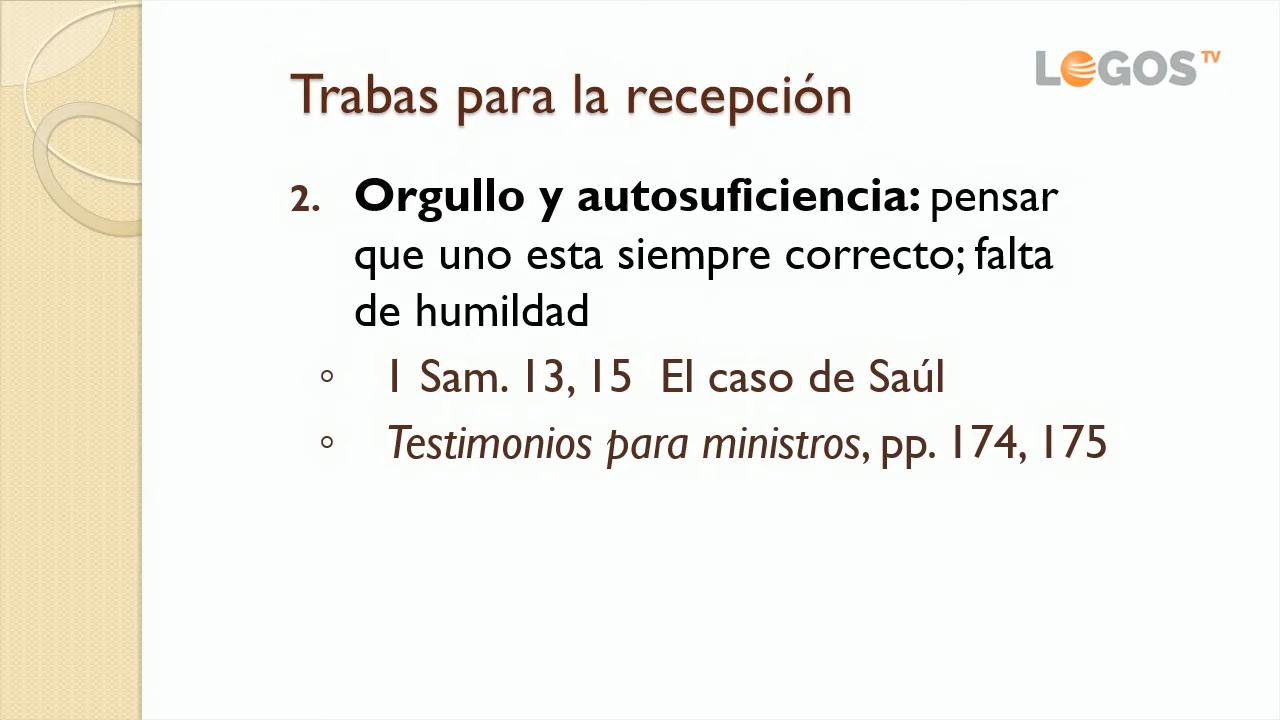 LOGOS TV
Trabas para la recepción
2. Orgullo y autosuficiencia: pensar
que uno esta siempre correcto; falta
de humildad
◦ 1 Sam. 13, 15 El caso de Saúl
◦ Testimonios para ministros, pp. 174, 175